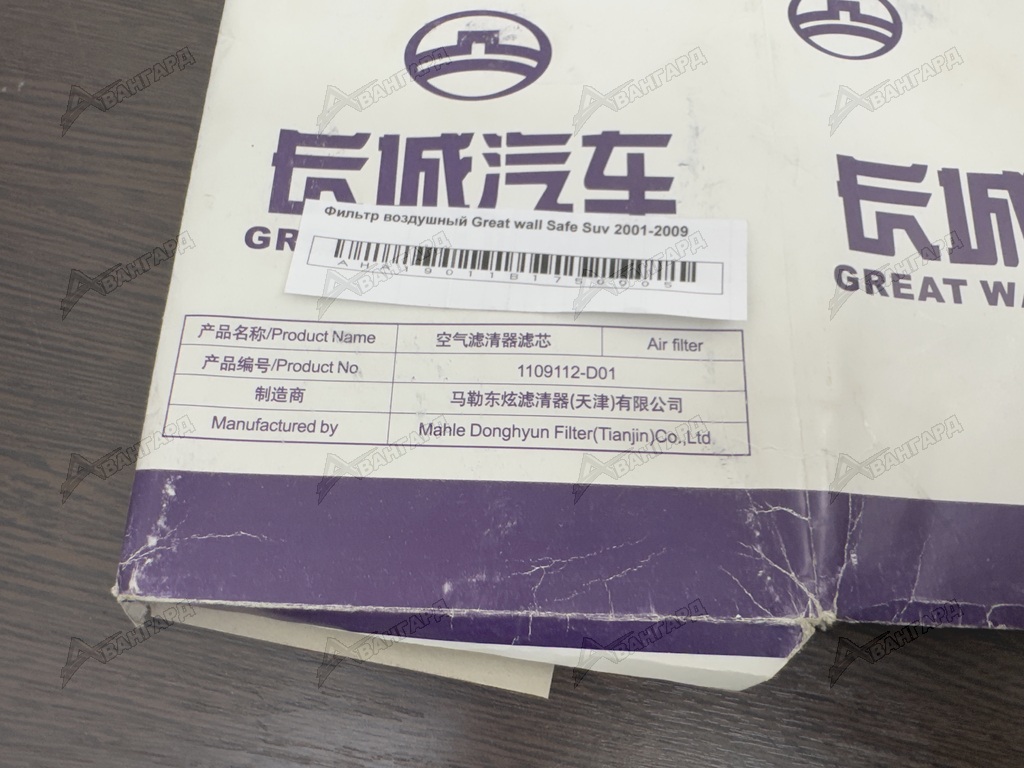 长城汽车
GR
Фильтр воздушный Great wall Safe Suv 2001-2009
产品名称/Product Name 空气滤清器滤芯 Air filter
产品编号/Product No 1109112-D01
制造商 马勒东炫滤清器(天津)有限公司
Manufactured by Mahle Donghyun Filter(Tianjin)Co.,Ltd
长城
GREAT WA
АВАНГАРД